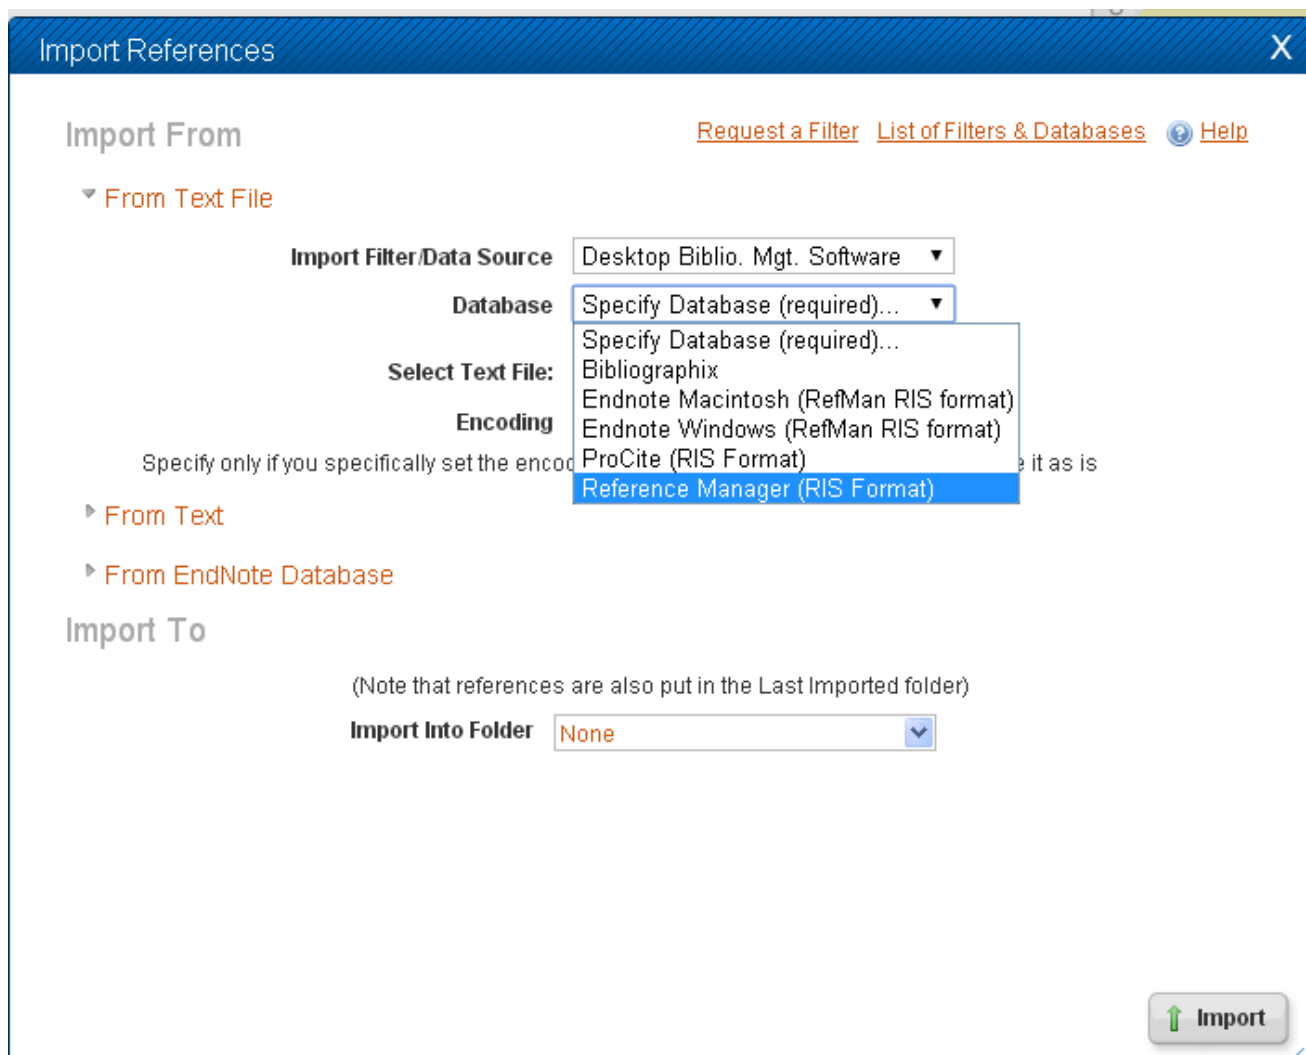 Import References X
Import From Request a Filter List of Filters & Databases Help
From Text File
Import Filter/Data Source Desktop Biblio. Mgt. Software
Database Specify Database (required)...
Specify Database (required)...
Bibliographix
Select Text File:
Endnote Macintosh (RefMan RIS format)
Encoding Endnote Windows (RefMan RIS format)
Specify only if you specifically set the ProCite (RIS Format) it as is
Reference Manager (RIS Format)
From Text
From EndNote Database
Import To
(Note that references are also put in the Last Imported folder)
Import Into Folder None
Import